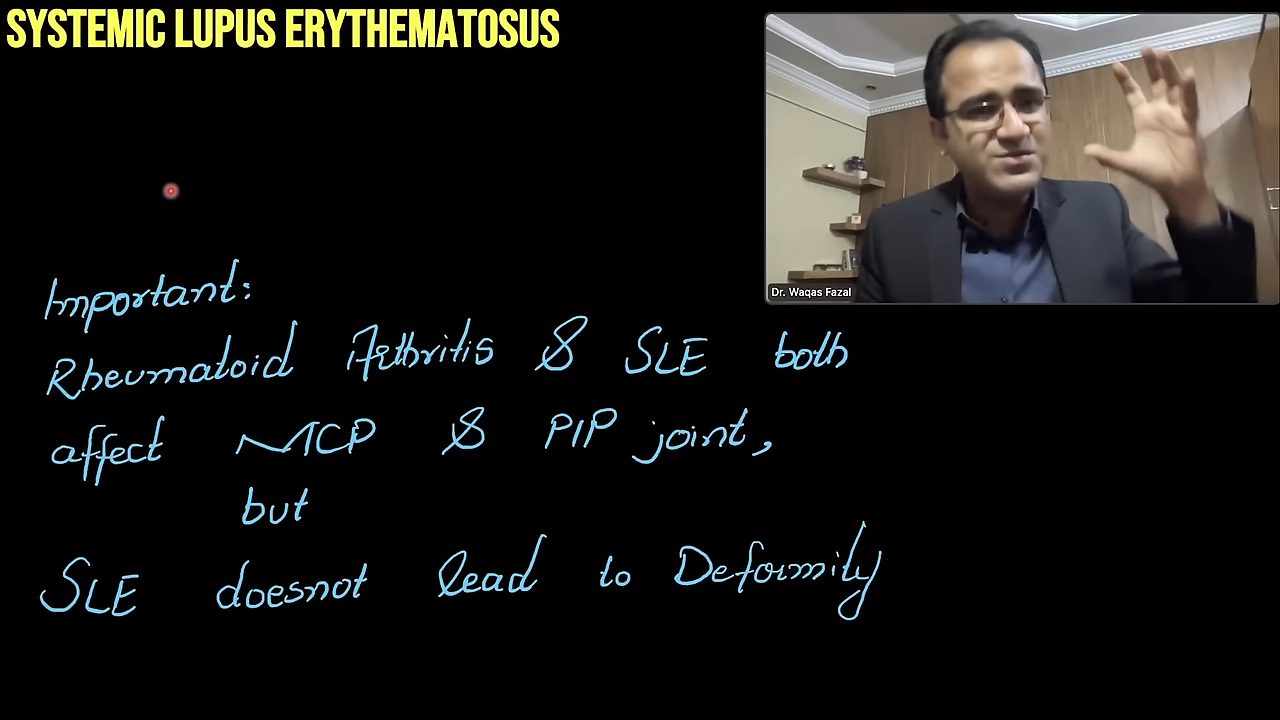 SYSTEMIC LUPUS ERYTHEMATOSUS
Dr. Waqas Fazal
Important:
Rheumatoid Arthritis & SLE both
affect MCP & PIP joint,
but
SLE doesnot lead to Deformity